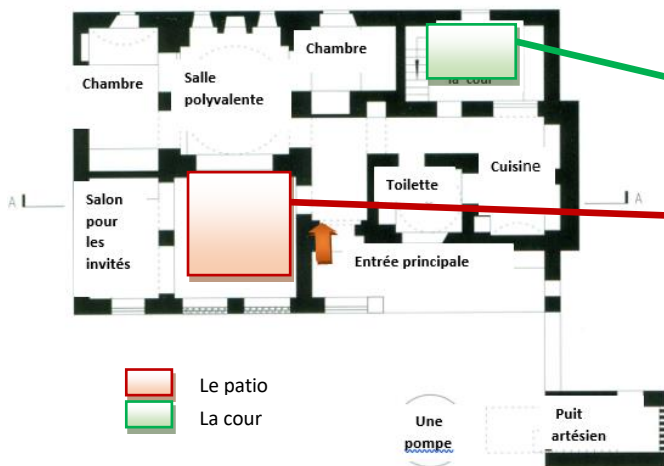 Chambre
Chambre
Salle
polyvalente
la cour
Cuisine
Toilette
Salon
pour
les
invités
A
A
Entrée principale
Le patio
La cour
Une
pompe
Puit
artésien